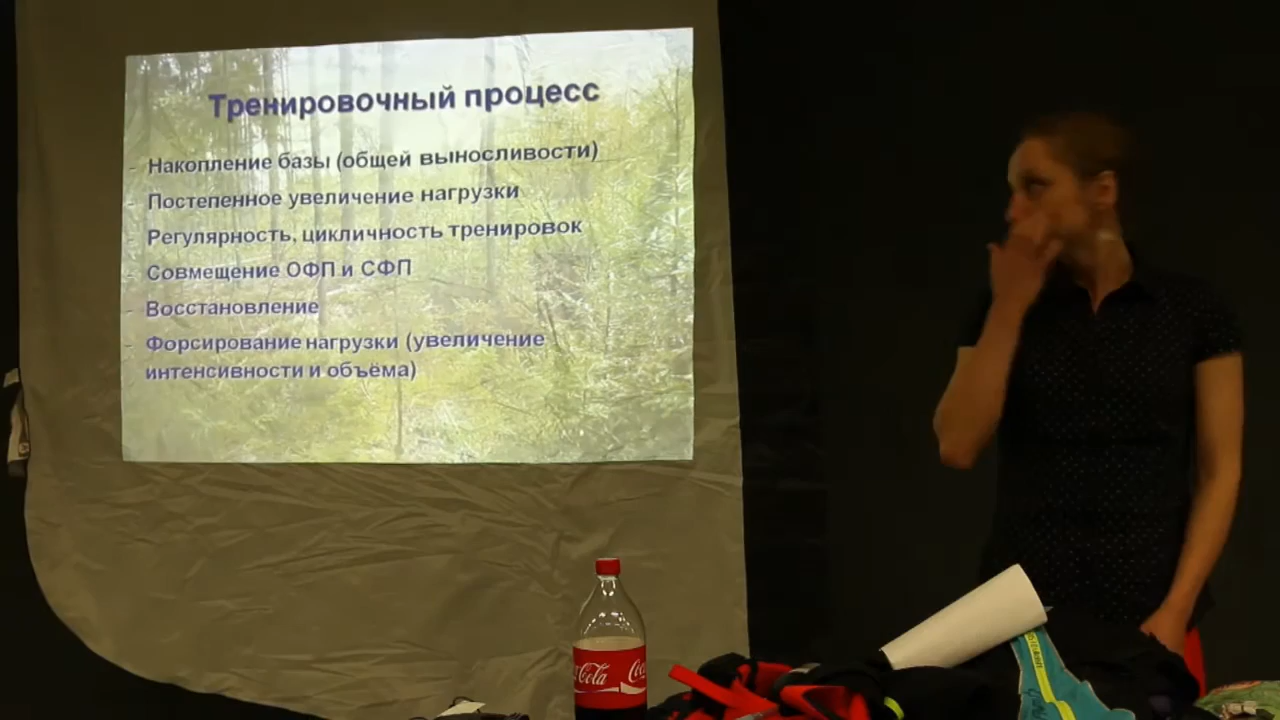 Тренировочный процесс
- Накопление базы (общей выносливости)
- Постепенное увеличение нагрузки
- Регулярность, цикличность тренировок
- Совмещение ОФП и СФП
- Восстановление
- Форсирование нагрузки (увеличение
интенсивности и объёма)
Cola